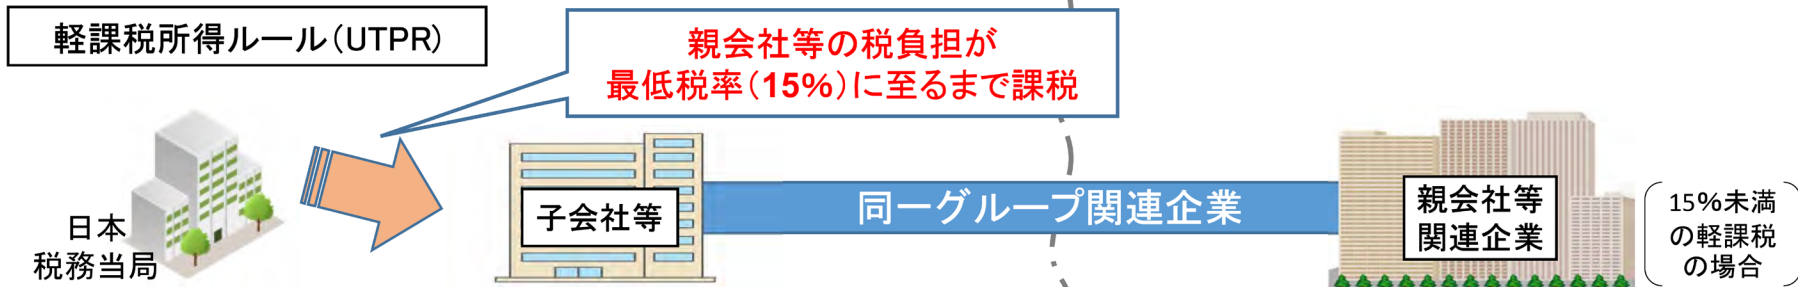 軽課税所得ルール(UTPR)
親会社等の税負担が
最低税率(15%)に至るまで課税
日本
税務当局
子会社等
同一グループ関連企業
親会社等
関連企業
15%未満
の軽課税
の場合